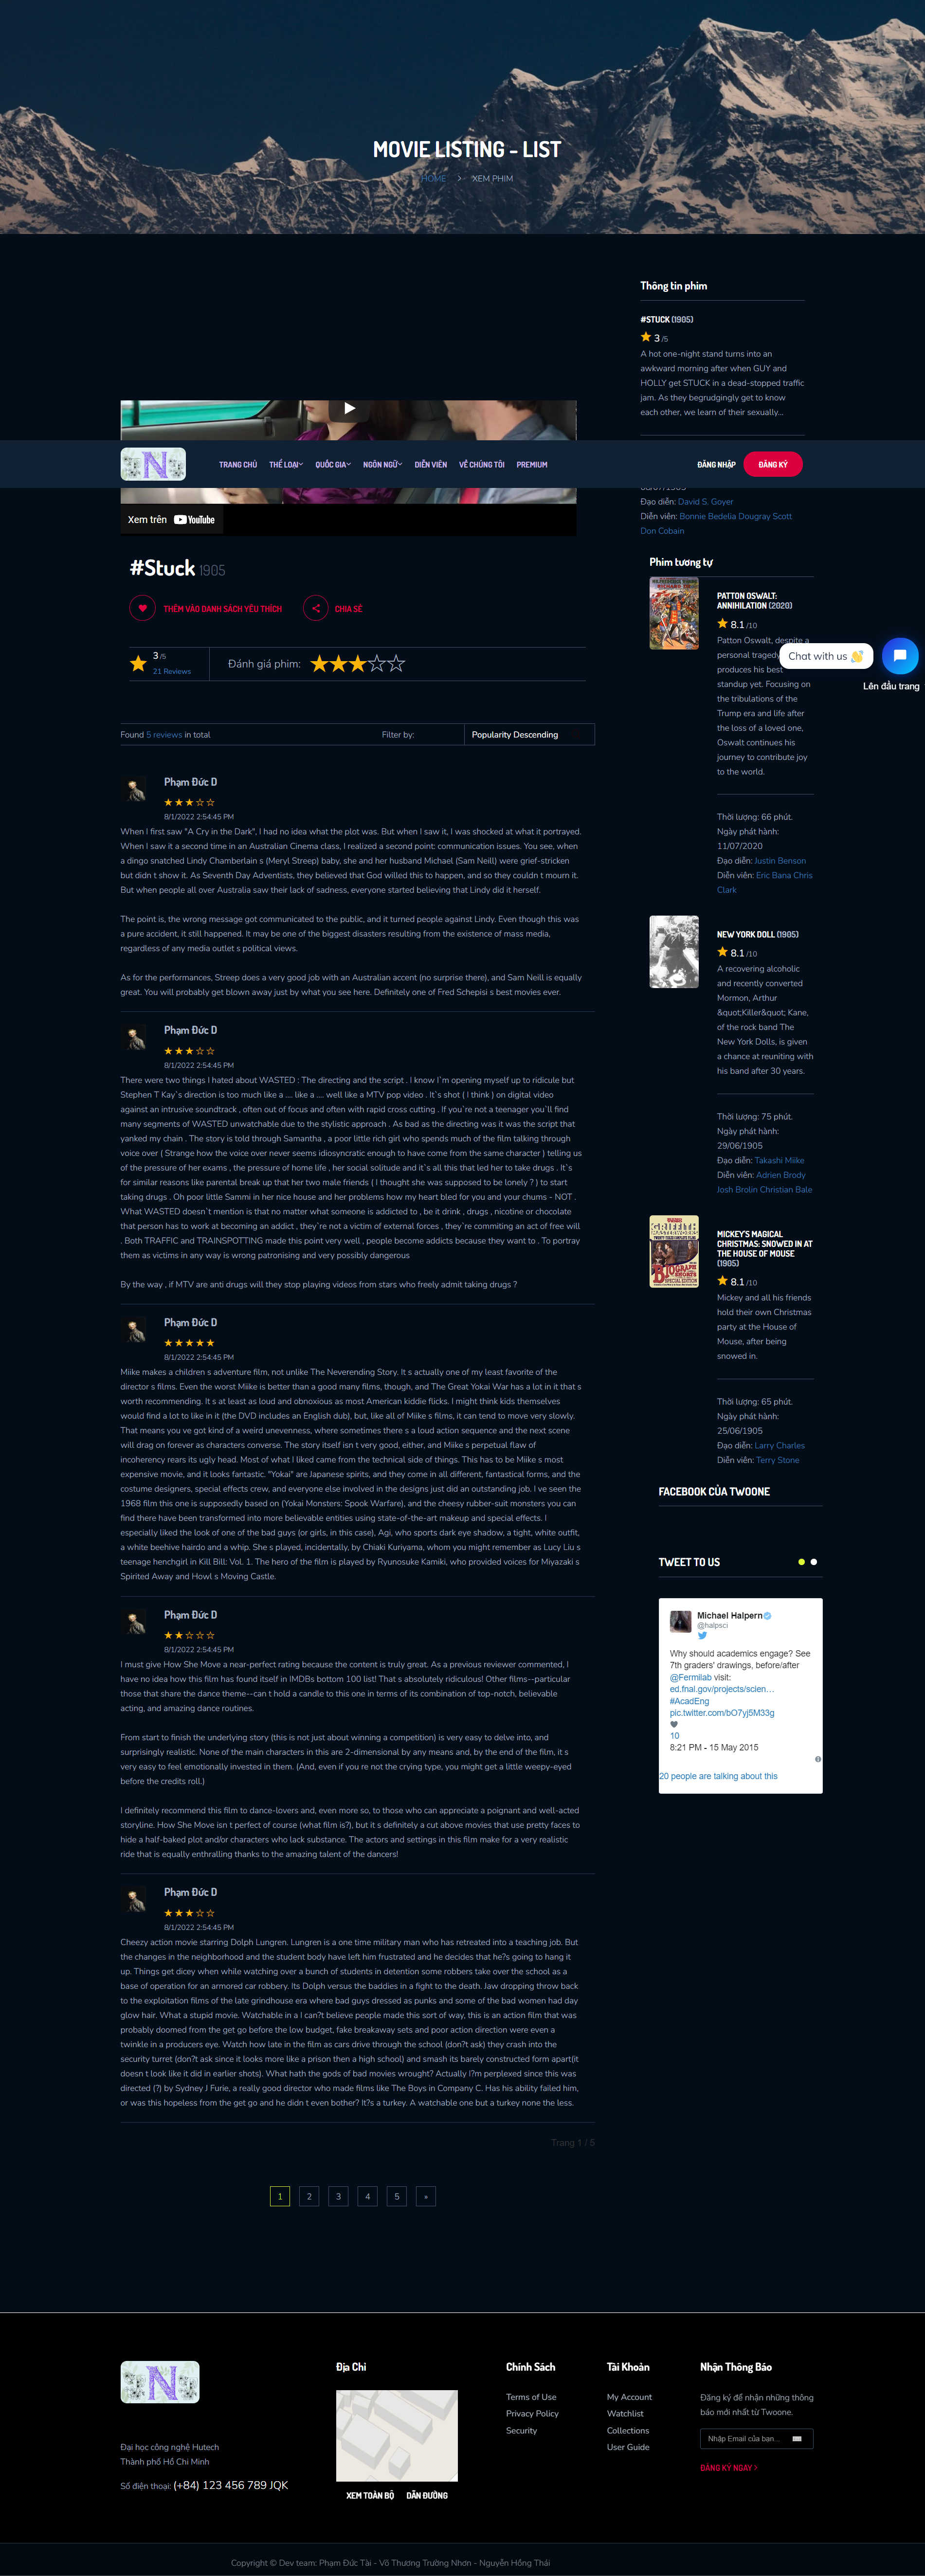 MOVIE LISTING - LIST
HOME
XEM PHIM
Thông tin phim
#STUCK (1905)
3 /5
A hot one-night stand turns into an
awkward morning after when GUY and
HOLLY get STUCK in a dead-stopped traffic
jam. As they begrudgingly get to know
each other, we learn of their sexually...
N
TRANG CHỦ
THỂ LOẠI
QUỐC GIA
NGÔN NGỮ
DIỄN VIÊN
VỀ CHÚNG TÔI
PREMIUM
ĐĂNG NHẬP
ĐĂNG KÝ
Đạo diễn: David S. Goyer
Diễn viên: Bonnie Bedelia Dougray Scott
Don Cobain
Xem trên YouTube
#Stuck 1905
THÊM VÀO DANH SÁCH YÊU THÍCH
CHIA SẺ
3 /5
21 Reviews
Đánh giá phim:
Found 5 reviews in total
Filter by:
Popularity Descending
Phạm Đức D
8/1/2022 2:54:45 PM
When I first saw "A Cry in the Dark", I had no idea what the plot was. But when I saw it, I was shocked at what it portrayed.
When I saw it a second time in an Australian Cinema class, I realized a second point: communication issues. You see, when
a dingo snatched Lindy Chamberlain s (Meryl Streep) baby, she and her husband Michael (Sam Neill) were grief-stricken
but didn t show it. As Seventh Day Adventists, they believed that God willed this to happen, and so they couldn t mourn it.
But when people all over Australia saw their lack of sadness, everyone started believing that Lindy did it herself.
The point is, the wrong message got communicated to the public, and it turned people against Lindy. Even though this was
a pure accident, it still happened. It may be one of the biggest disasters resulting from the existence of mass media,
regardless of any media outlet s political views.
As for the performances, Streep does a very good job with an Australian accent (no surprise there), and Sam Neill is equally
great. You will probably get blown away just by what you see here. Definitely one of Fred Schepisi s best movies ever.
Phạm Đức D
8/1/2022 2:54:45 PM
There were two things I hated about WASTED : The directing and the script . I know I`m opening myself up to ridicule but
Stephen T Kay`s direction is too much like a .... like a .... well like a MTV pop video . It`s shot ( I think ) on digital video
against an intrusive soundtrack , often out of focus and often with rapid cross cutting . If you`re not a teenager you`ll find
many segments of WASTED unwatchable due to the stylistic approach . As bad as the directing was it was the script that
yanked my chain . The story is told through Samantha , a poor little rich girl who spends much of the film talking through
voice over ( Strange how the voice over never seems idiosyncratic enough to have come from the same character ) telling us
of the pressure of her exams , the pressure of home life , her social solitude and it`s all this that led her to take drugs . It`s
for similar reasons like parental break up that her two male friends ( I thought she was supposed to be lonely ? ) to start
taking drugs . Oh poor little Sammi in her nice house and her problems how my heart bled for you and your chums - NOT .
What WASTED doesn`t mention is that no matter what someone is addicted to , be it drink , drugs , nicotine or chocolate
that person has to work at becoming an addict , they`re not a victim of external forces , they`re commiting an act of free will
. Both TRAFFIC and TRAINSPOTTING made this point very well , people become addicts because they want to . To portray
them as victims in any way is wrong patronising and very possibly dangerous
By the way , if MTV are anti drugs will they stop playing videos from stars who freely admit taking drugs ?
Phạm Đức D
8/1/2022 2:54:45 PM
Miike makes a children s adventure film, not unlike The Neverending Story. It s actually one of my least favorite of the
director s films. Even the worst Miike is better than a good many films, though, and The Great Yokai War has a lot in it that s
worth recommending. It s at least as loud and obnoxious as most American kiddie flicks. I might think kids themselves
would find a lot to like in it (the DVD includes an English dub), but, like all of Miike s films, it can tend to move very slowly.
That means you ve got kind of a weird unevenness, where sometimes there s a loud action sequence and the next scene
will drag on forever as characters converse. The story itself isn t very good, either, and Miike s perpetual flaw of
incoherency rears its ugly head. Most of what I liked came from the technical side of things. This has to be Miike s most
expensive movie, and it looks fantastic. "Yokai" are Japanese spirits, and they come in all different, fantastical forms, and the
costume designers, special effects crew, and everyone else involved in the designs just did an outstanding job. I ve seen the
1968 film this one is supposedly based on (Yokai Monsters: Spook Warfare), and the cheesy rubber-suit monsters you can
find there have been transformed into more believable entities using state-of-the-art makeup and special effects. I
especially liked the look of one of the bad guys (or girls, in this case), Agi, who sports dark eye shadow, a tight, white outfit,
a white beehive hairdo and a whip. She s played, incidentally, by Chiaki Kuriyama, whom you might remember as Lucy Liu s
teenage henchgirl in Kill Bill: Vol. 1. The hero of the film is played by Ryunosuke Kamiki, who provided voices for Miyazaki s
Spirited Away and Howl s Moving Castle.
Phạm Đức D
8/1/2022 2:54:45 PM
I must give How She Move a near-perfect rating because the content is truly great. As a previous reviewer commented, I
have no idea how this film has found itself in IMDBs bottom 100 list! That s absolutely ridiculous! Other films--particular
those that share the dance theme--can t hold a candle to this one in terms of its combination of top-notch, believable
acting, and amazing dance routines.
From start to finish the underlying story (this is not just about winning a competition) is very easy to delve into, and
surprisingly realistic. None of the main characters in this are 2-dimensional by any means and, by the end of the film, it s
very easy to feel emotionally invested in them. (And, even if you re not the crying type, you might get a little weepy-eyed
before the credits roll.)
I definitely recommend this film to dance-lovers and, even more so, to those who can appreciate a poignant and well-acted
storyline. How She Move isn t perfect of course (what film is?), but it s definitely a cut above movies that use pretty faces to
hide a half-baked plot and/or characters who lack substance. The actors and settings in this film make for a very realistic
ride that is equally enthralling thanks to the amazing talent of the dancers!
Phạm Đức D
8/1/2022 2:54:45 PM
Cheezy action movie starring Dolph Lungren. Lungren is a one time military man who has retreated into a teaching job. But
the changes in the neighborhood and the student body have left him frustrated and he decides that he?s going to hang it
up. Things get dicey when while watching over a bunch of students in detention some robbers take over the school as a
base of operation for an armored car robbery. Its Dolph versus the baddies in a fight to the death. Jaw dropping throw back
to the exploitation films of the late grindhouse era where bad guys dressed as punks and some of the bad women had day
glow hair. What a stupid movie. Watchable in a I can?t believe people made this sort of way, this is an action film that was
probably doomed from the get go before the low budget, fake breakaway sets and poor action direction were even a
twinkle in a producers eye. Watch how late in the film as cars drive through the school (don?t ask) they crash into the
security turret (don?t ask since it looks more like a prison then a high school) and smash its barely constructed form apart(it
doesn t look like it did in earlier shots). What hath the gods of bad movies wrought? Actually I?m perplexed since this was
directed (?) by Sydney J Furie, a really good director who made films like The Boys in Company C. Has his ability failed him,
or was this hopeless from the get go and he didn t even bother? It?s a turkey. A watchable one but a turkey none the less.
Trang 1 / 5
1
2
3
4
5
»
Phim tương tự
PATTON OSWALT:
ANNIHILATION (2020)
8.1 /10
Patton Oswalt, despite a
personal tragedy
produces his best
standup yet. Focusing on
the tribulations of the
Trump era and life after
the loss of a loved one,
Oswalt continues his
journey to contribute joy
to the world.
Thời lượng: 66 phút.
Ngày phát hành:
11/07/2020
Đạo diễn: Justin Benson
Diễn viên: Eric Bana Chris
Clark
Chat with us 👋
Lên đầu trang
NEW YORK DOLL (1905)
8.1 /10
A recovering alcoholic
and recently converted
Mormon, Arthur
&quot;Killer&quot; Kane,
of the rock band The
New York Dolls, is given
a chance at reuniting with
his band after 30 years.
Thời lượng: 75 phút.
Ngày phát hành:
29/06/1905
Đạo diễn: Takashi Miike
Diễn viên: Adrien Brody
Josh Brolin Christian Bale
GRIFFITH
BIOGRAPH
SHORTS
SPECIAL EDITION
MICKEY'S MAGICAL
CHRISTMAS: SNOWED IN AT
THE HOUSE OF MOUSE
(1905)
8.1 /10
Mickey and all his friends
hold their own Christmas
party at the House of
Mouse, after being
snowed in.
Thời lượng: 65 phút.
Ngày phát hành:
25/06/1905
Đạo diễn: Larry Charles
Diễn viên: Terry Stone
FACEBOOK CỦA TWOONE
TWEET TO US
Michael Halpern
@halpsci
Why should academics engage? See
7th graders' drawings, before/after
@Fermilab visit:
ed.fnal.gov/projects/scien…
#AcadEng
pic.twitter.com/bO7yj5M33g
10
8:21 PM - 15 May 2015
20 people are talking about this
N
Đại học công nghệ Hutech
Thành phố Hồ Chí Minh
Số điện thoại: (+84) 123 456 789 JQK
Địa Chỉ
XEM TOÀN BỘ
DẪN ĐƯỜNG
Chính Sách
Terms of Use
Privacy Policy
Security
Tài Khoản
My Account
Watchlist
Collections
User Guide
Nhận Thông Báo
Đăng ký để nhận những thông
báo mới nhất từ Twoone.
Nhập Email của bạn...
ĐĂNG KÝ NGAY
Copyright © Dev team: Phạm Đức Tài - Võ Thương Trường Nhơn - Nguyễn Hồng Thái